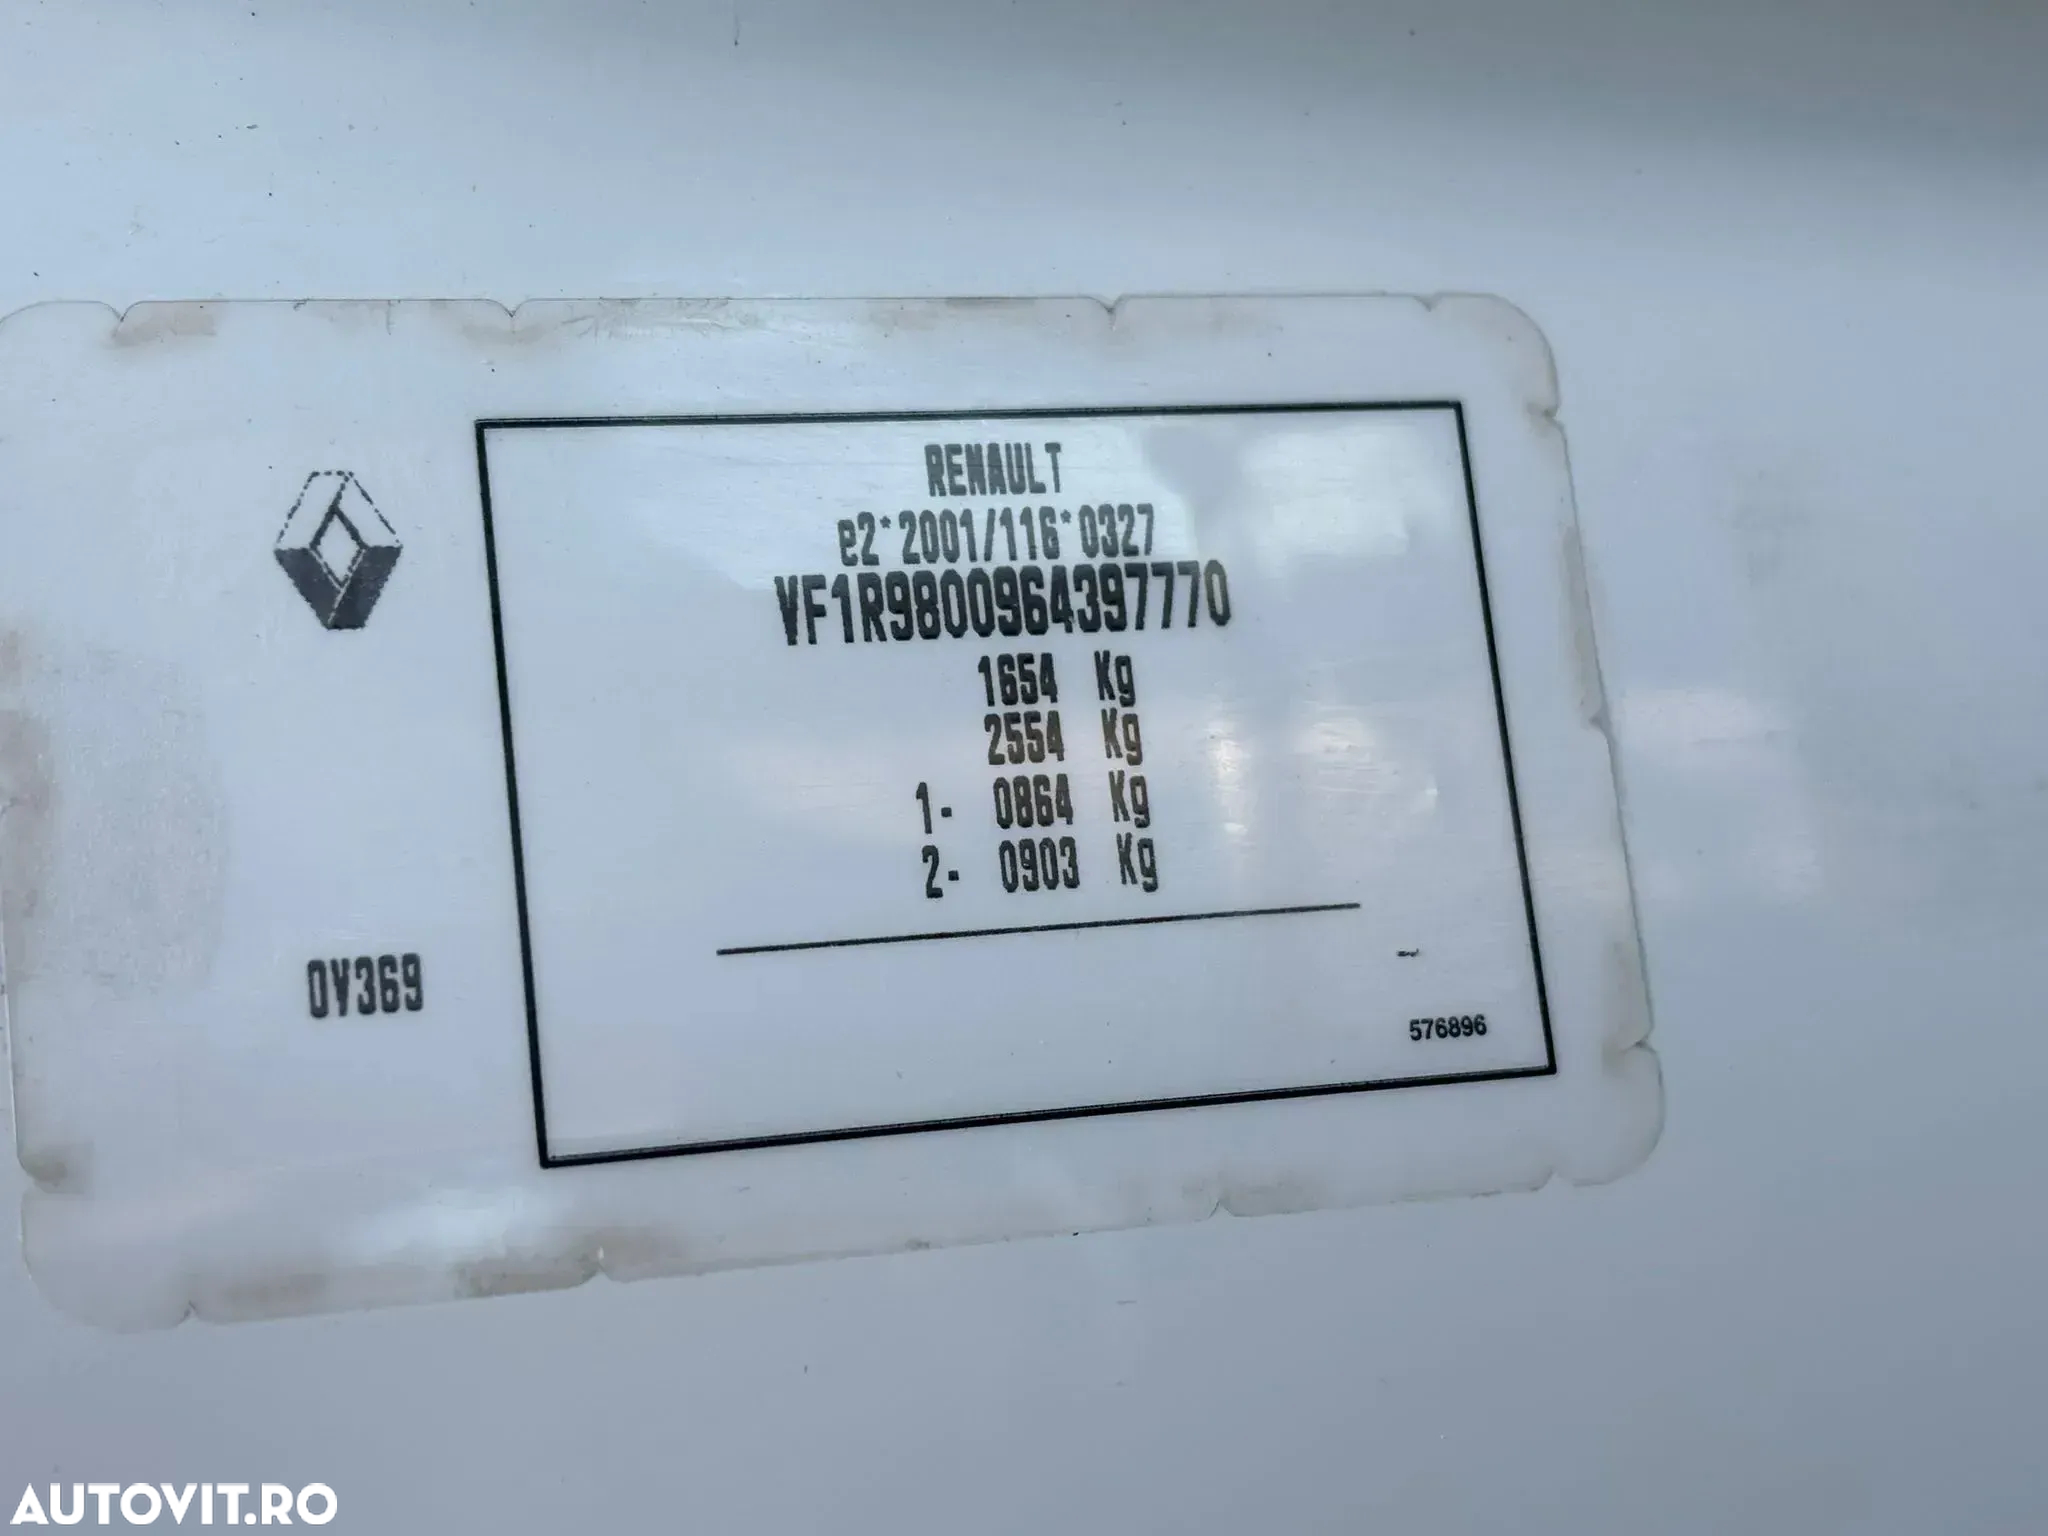 RENAULT
e2*2001/116*0327
VF1R9800964397770
1654 Kg
2554 Kg
1- 0864 Kg
2- 0903 Kg
0V369
576896
AUTOVIT.RO